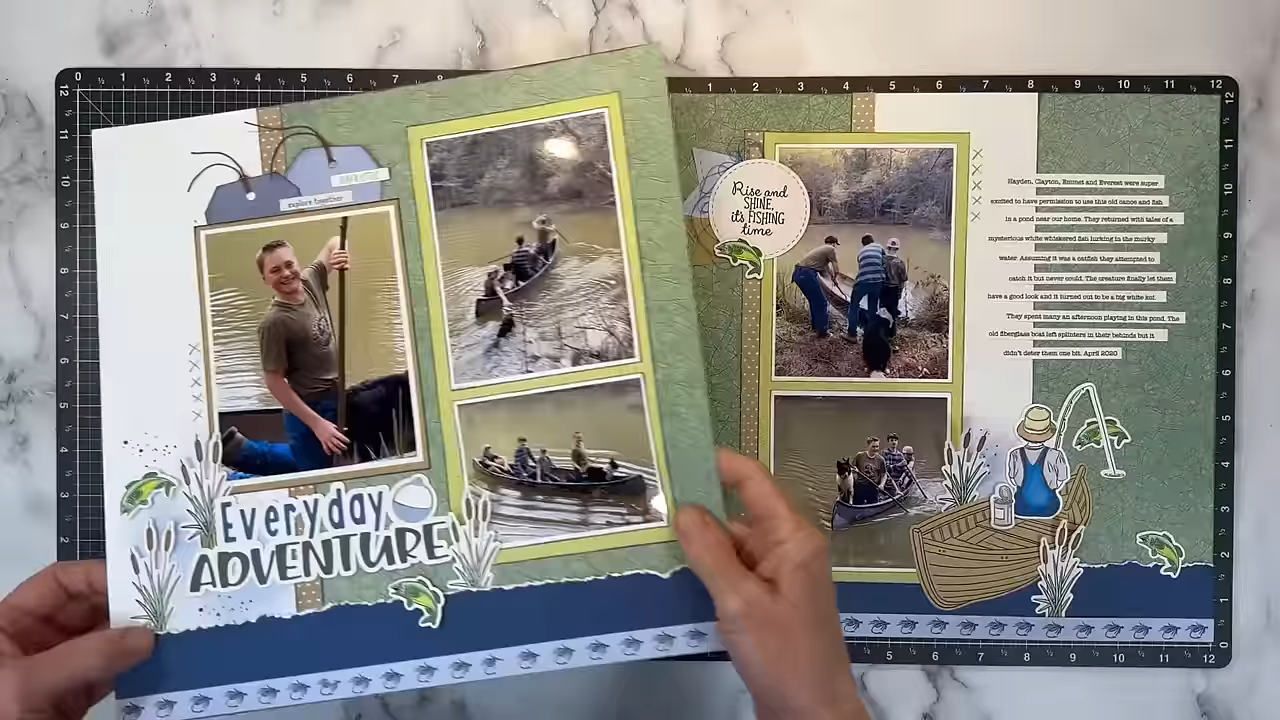 explore together
Everyday
ADVENTURE
Rise and
SHINE,
it's FISHING
time
Hayden, Clayton, Emmet and Everest were super
excited to have permission to use this old canoe and fish
in a pond near our home. They returned with tales of a
mysterious white whiskered fish lurking in the murky
water. Assuming it was a catfish they attempted to
catch it but never could. The creature finally let them
have a good look and it turned out to be a big white koi.
They spent many an afternoon playing in this pond. The
old fiberglass boat left splinters in their behinds but it
didn't deter them one bit. April 2020